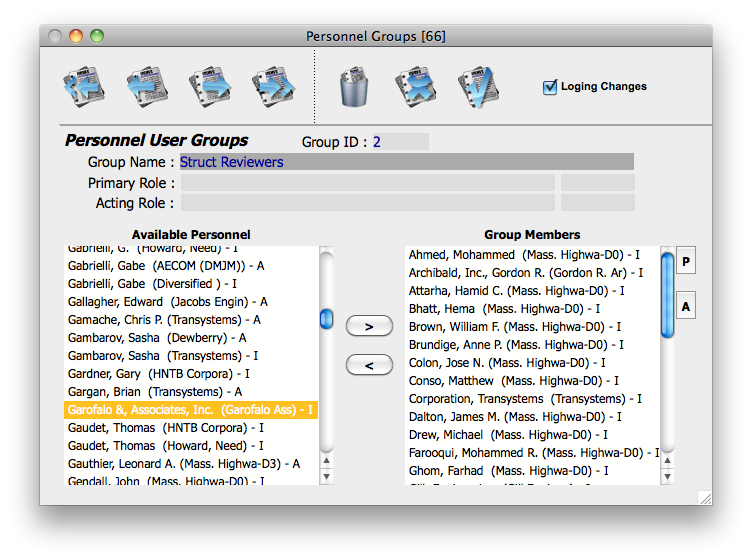 Personnel Groups [66]
Loging Changes
Personnel User Groups
Group ID : 2
Group Name : Struct Reviewers
Primary Role :
Acting Role :
Available Personnel
Gabrielli, G. (Howard, Need) - I
Gabrielli, Gabe (AECOM (DMJM)) - A
Gabrielli, Gabe (Diversified ) - I
Gallagher, Edward (Jacobs Engin) - A
Gamache, Chris P. (Transystems) - A
Gambarov, Sasha (Dewberry) - A
Gambarov, Sasha (Transystems) - I
Gardner, Gary (HNTB Corpora) - I
Gargan, Brian (Transystems) - A
Garofalo &, Associates, Inc. (Garofalo Ass) - I
Gaudet, Thomas (HNTB Corpora) - I
Gaudet, Thomas (Howard, Need) - I
Gauthier, Leonard A. (Mass. Highwa-D3) - A
Gendall, John (Mass. Highwa-D0) - I
>
<
Group Members
Ahmed, Mohammed (Mass. Highwa-D0) - I
Archibald, Inc., Gordon R. (Gordon R. Ar) - I
Attarha, Hamid C. (Mass. Highwa-D0) - I
Bhatt, Hema (Mass. Highwa-D0) - I
Brown, William F. (Mass. Highwa-D0) - I
Brundige, Anne P. (Mass. Highwa-D0) - I
Colon, Jose N. (Mass. Highwa-D0) - I
Conso, Matthew (Mass. Highwa-D0) - I
Corporation, Transystems (Transystems) - I
Dalton, James M. (Mass. Highwa-D0) - I
Drew, Michael (Mass. Highwa-D0) - I
Farooqui, Mohammed R. (Mass. Highwa-D0) - I
Ghom, Farhad (Mass. Highwa-D0) - I
P
A